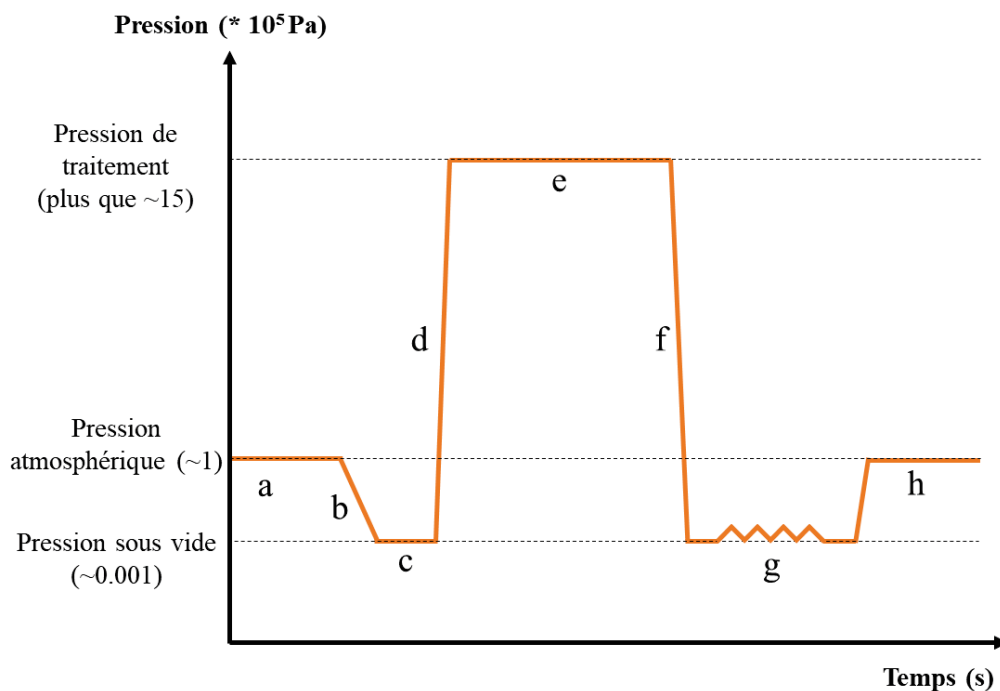 Pression (* 10⁵ Pa)
Pression de
traitement
(plus que ~15)
e
d
f
Pression
atmosphérique (~1)
a
h
b
Pression sous vide
(~0.001)
c
g
Temps (s)